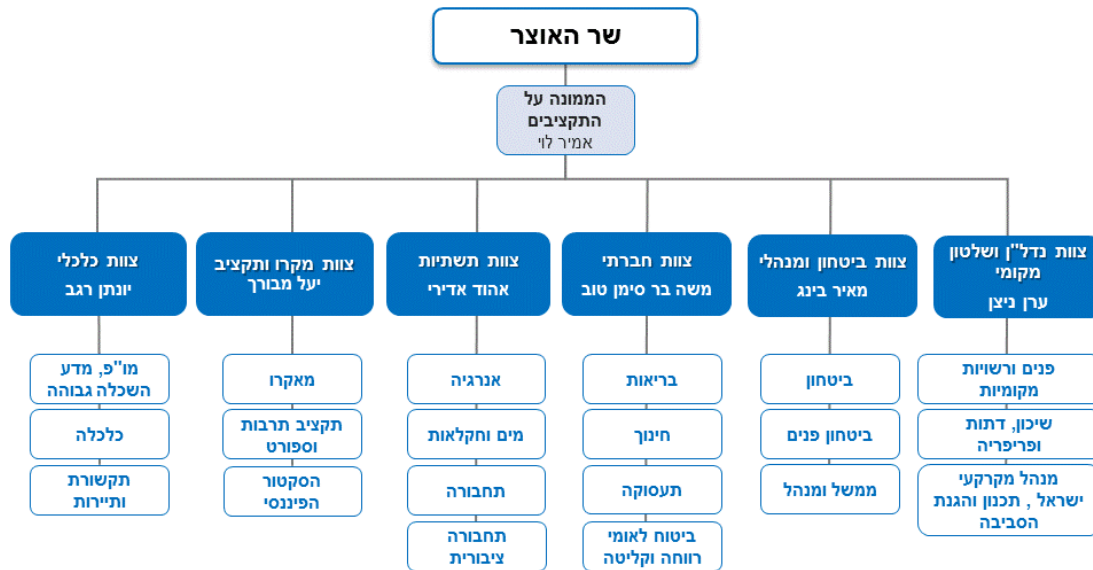 שר האוצר
הממונה על
התקציבים
אמיר לוי
צוות נדל"ן ושלטון
מקומי
ערן ניצן
צוות ביטחון ומנהלי
מאיר בינג
צוות חברתי
משה בר סימן טוב
צוות תשתיות
אהוד אדירי
צוות מקרו ותקציב
יעל מבורך
צוות כלכלי
יונתן רגב
פנים ורשויות
מקומיות
שיכון, דתות
ופריפריה
מנהל מקרקעי
ישראל , תכנון והגנת
הסביבה
ביטחון
ביטחון פנים
ממשל ומנהל
בריאות
חינוך
תעסוקה
ביטוח לאומי
רווחה וקליטה
אנרגיה
מים וחקלאות
תחבורה
תחבורה
ציבורית
מאקרו
תקציב תרבות
וספורט
הסקטור
הפיננסי
מו"פ, מדע
השכלה גבוהה
כלכלה
תקשורת
ותיירות